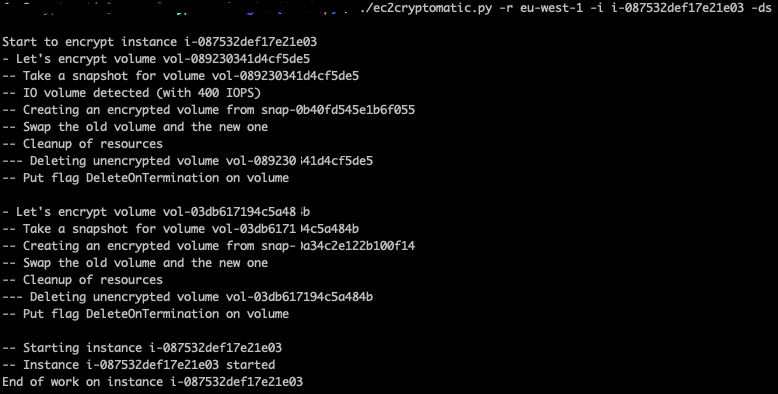 ./ec2cryptomatic.py -r eu-west-1 -i i-087532def17e21e03 -ds
Start to encrypt instance i-087532def17e21e03
- Let's encrypt volume vol-089230341d4cf5de5
-- Take a snapshot for volume vol-089230341d4cf5de5
-- IO volume detected (with 400 IOPS)
-- Creating an encrypted volume from snap-0b40fd545e1b6f055
-- Swap the old volume and the new one
-- Cleanup of resources
--- Deleting unencrypted volume vol-089230341d4cf5de5
-- Put flag DeleteOnTermination on volume
- Let's encrypt volume vol-03db617194c5a484b
-- Take a snapshot for volume vol-03db617194c5a484b
-- Creating an encrypted volume from snap-0a34c2e122b100f14
-- Swap the old volume and the new one
-- Cleanup of resources
--- Deleting unencrypted volume vol-03db617194c5a484b
-- Put flag DeleteOnTermination on volume
-- Starting instance i-087532def17e21e03
-- Instance i-087532def17e21e03 started
End of work on instance i-087532def17e21e03